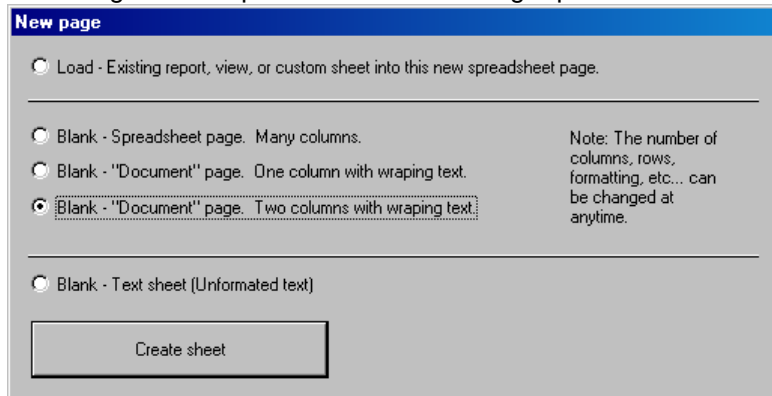 New page
Load - Existing report, view, or custom sheet into this new spreadsheet page.
Blank - Spreadsheet page. Many columns.
Blank - "Document" page. One column with wraping text.
Blank - "Document" page. Two columns with wraping text.
Note: The number of
columns, rows,
formatting, etc... can
be changed at
anytime.
Blank - Text sheet (Unformated text)
Create sheet